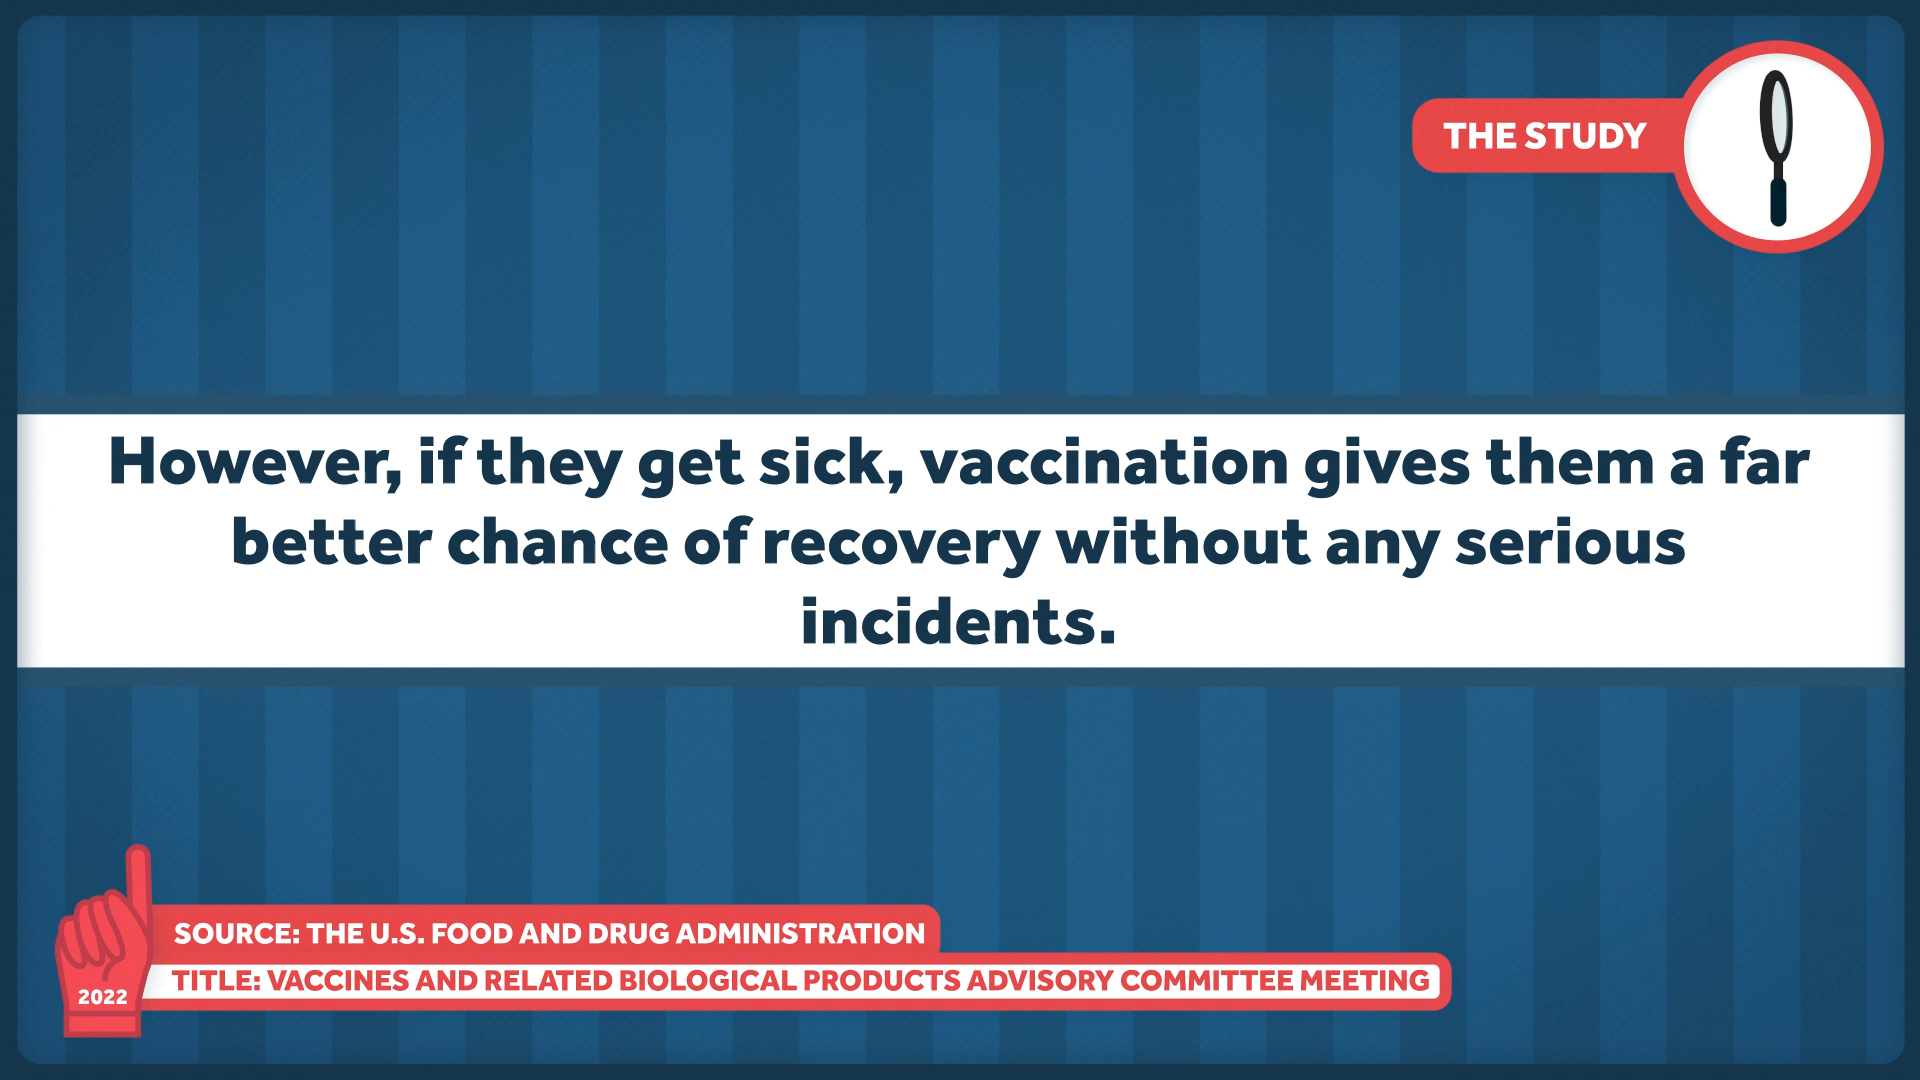 THE STUDY
However, if they get sick, vaccination gives them a far
better chance of recovery without any serious
incidents.
SOURCE: THE U.S. FOOD AND DRUG ADMINISTRATION
TITLE: VACCINES AND RELATED BIOLOGICAL PRODUCTS ADVISORY COMMITTEE MEETING
2022